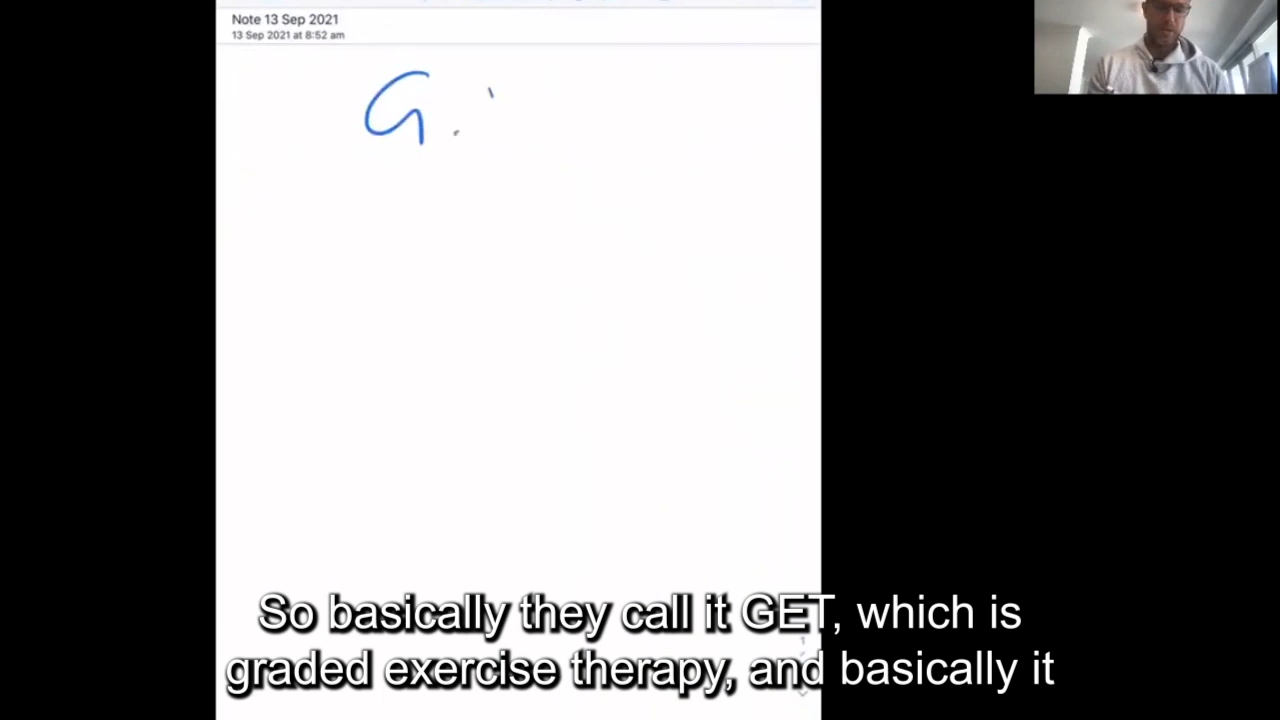 Note 13 Sep 2021
13 Sep 2021 at 8:52 am
G.
So basically they call it GET, which is
graded exercise therapy, and basically it